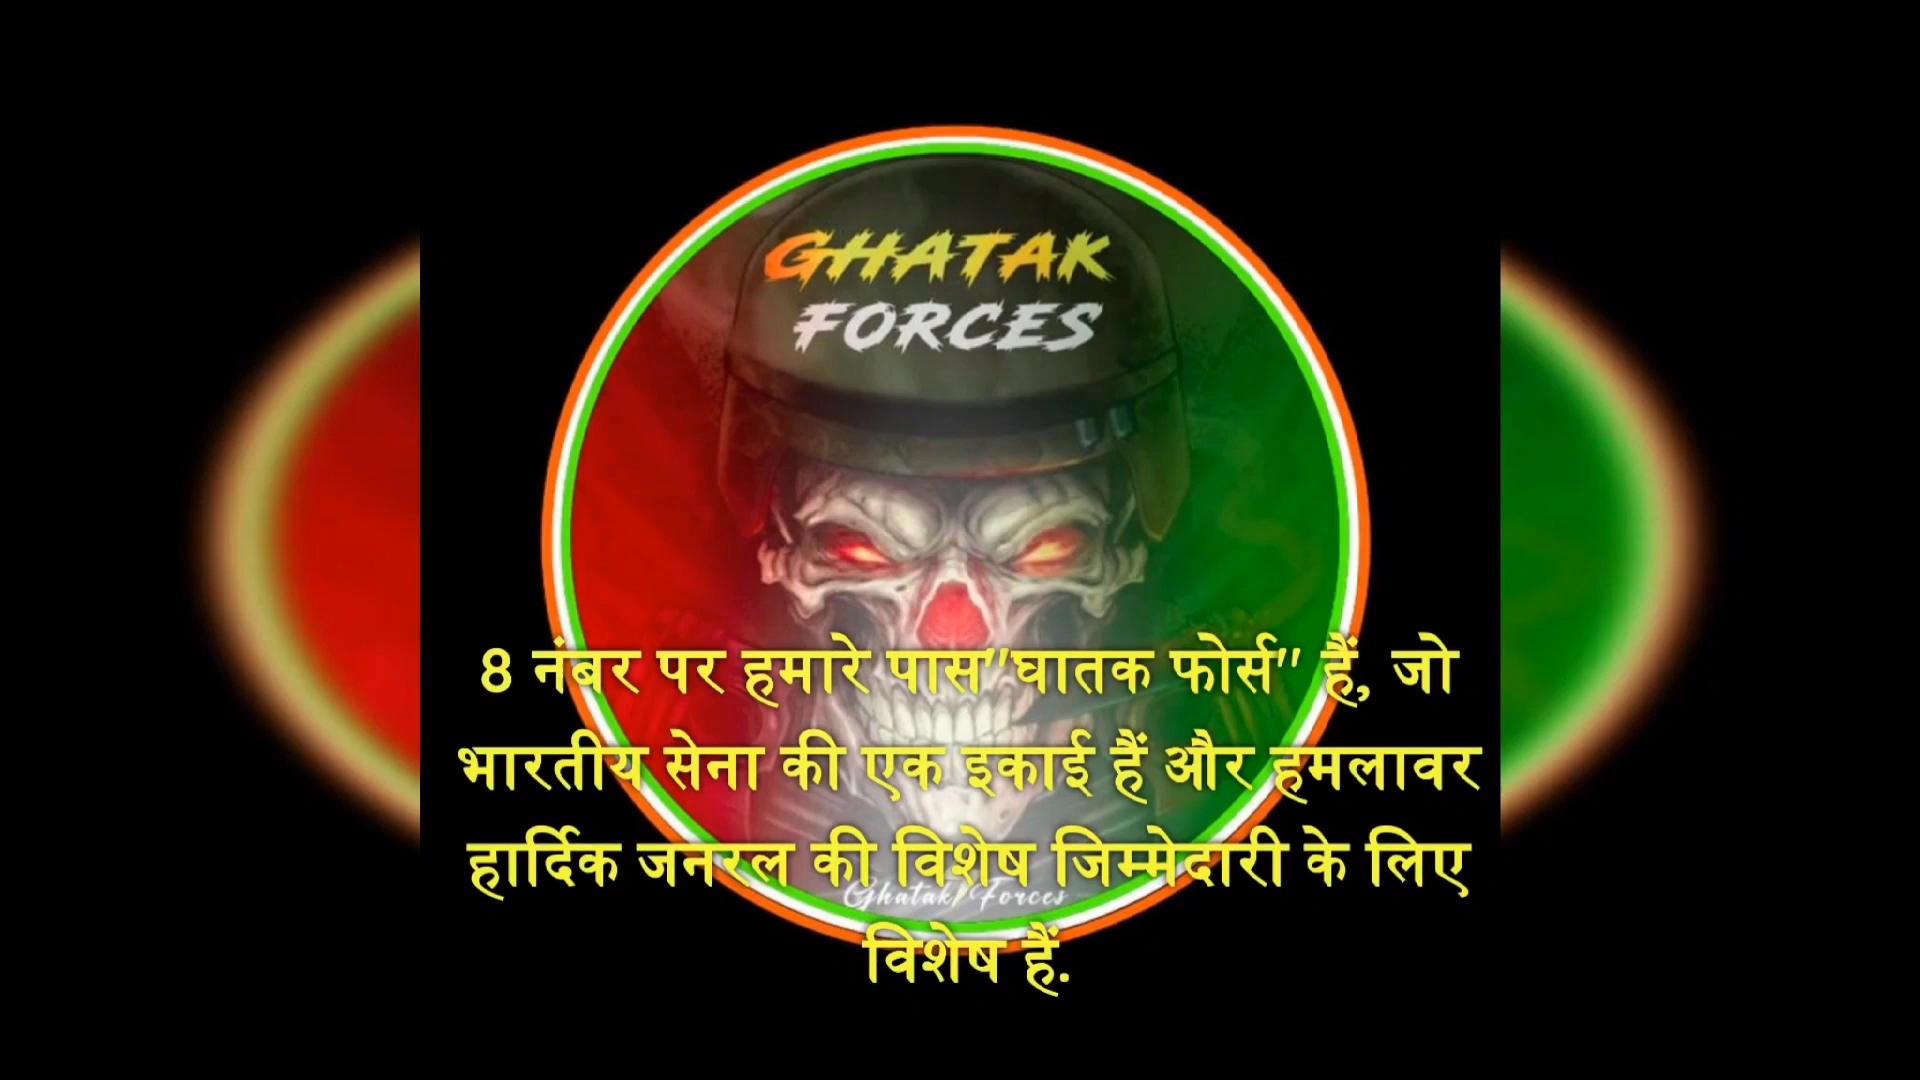 GHATAK
FORCES
8 नंबर पर हमारे पास"घातक फोर्स" हैं, जो
भारतीय सेना की एक इकाई हैं और हमलावर
हार्दिक जनरल की विशेष जिम्मेदारी के लिए
Ghatak Forces
विशेष हैं.